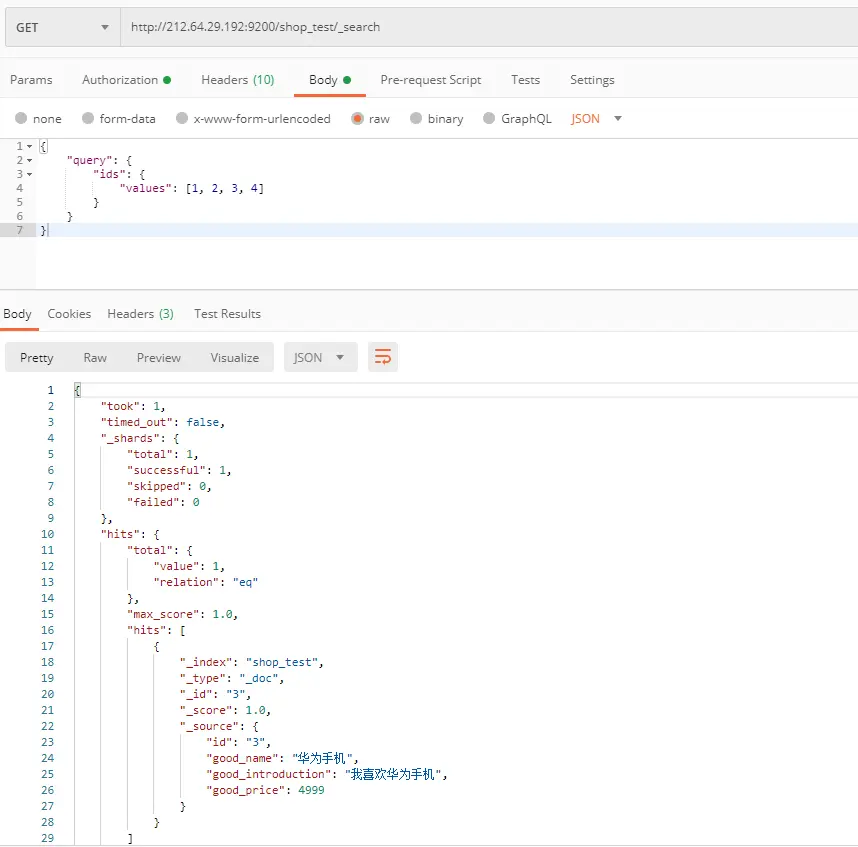 GET http://212.64.29.192:9200/shop_test/_search
Params Authorization Headers (10) Body Pre-request Script Tests Settings
none form-data x-www-form-urlencoded raw binary GraphQL JSON
1 {
2 "query": {
3 "ids": {
4 "values": [1, 2, 3, 4]
5 }
6 }
7 }
Body Cookies Headers (3) Test Results
Pretty Raw Preview Visualize JSON
1 {
2 "took": 1,
3 "timed_out": false,
4 "_shards": {
5 "total": 1,
6 "successful": 1,
7 "skipped": 0,
8 "failed": 0
9 },
10 "hits": {
11 "total": {
12 "value": 1,
13 "relation": "eq"
14 },
15 "max_score": 1.0,
16 "hits": [
17 {
18 "_index": "shop_test",
19 "_type": "_doc",
20 "_id": "3",
21 "_score": 1.0,
22 "_source": {
23 "id": "3",
24 "good_name": "华为手机",
25 "good_introduction": "我喜欢华为手机",
26 "good_price": 4999
27 }
28 }
29 ]